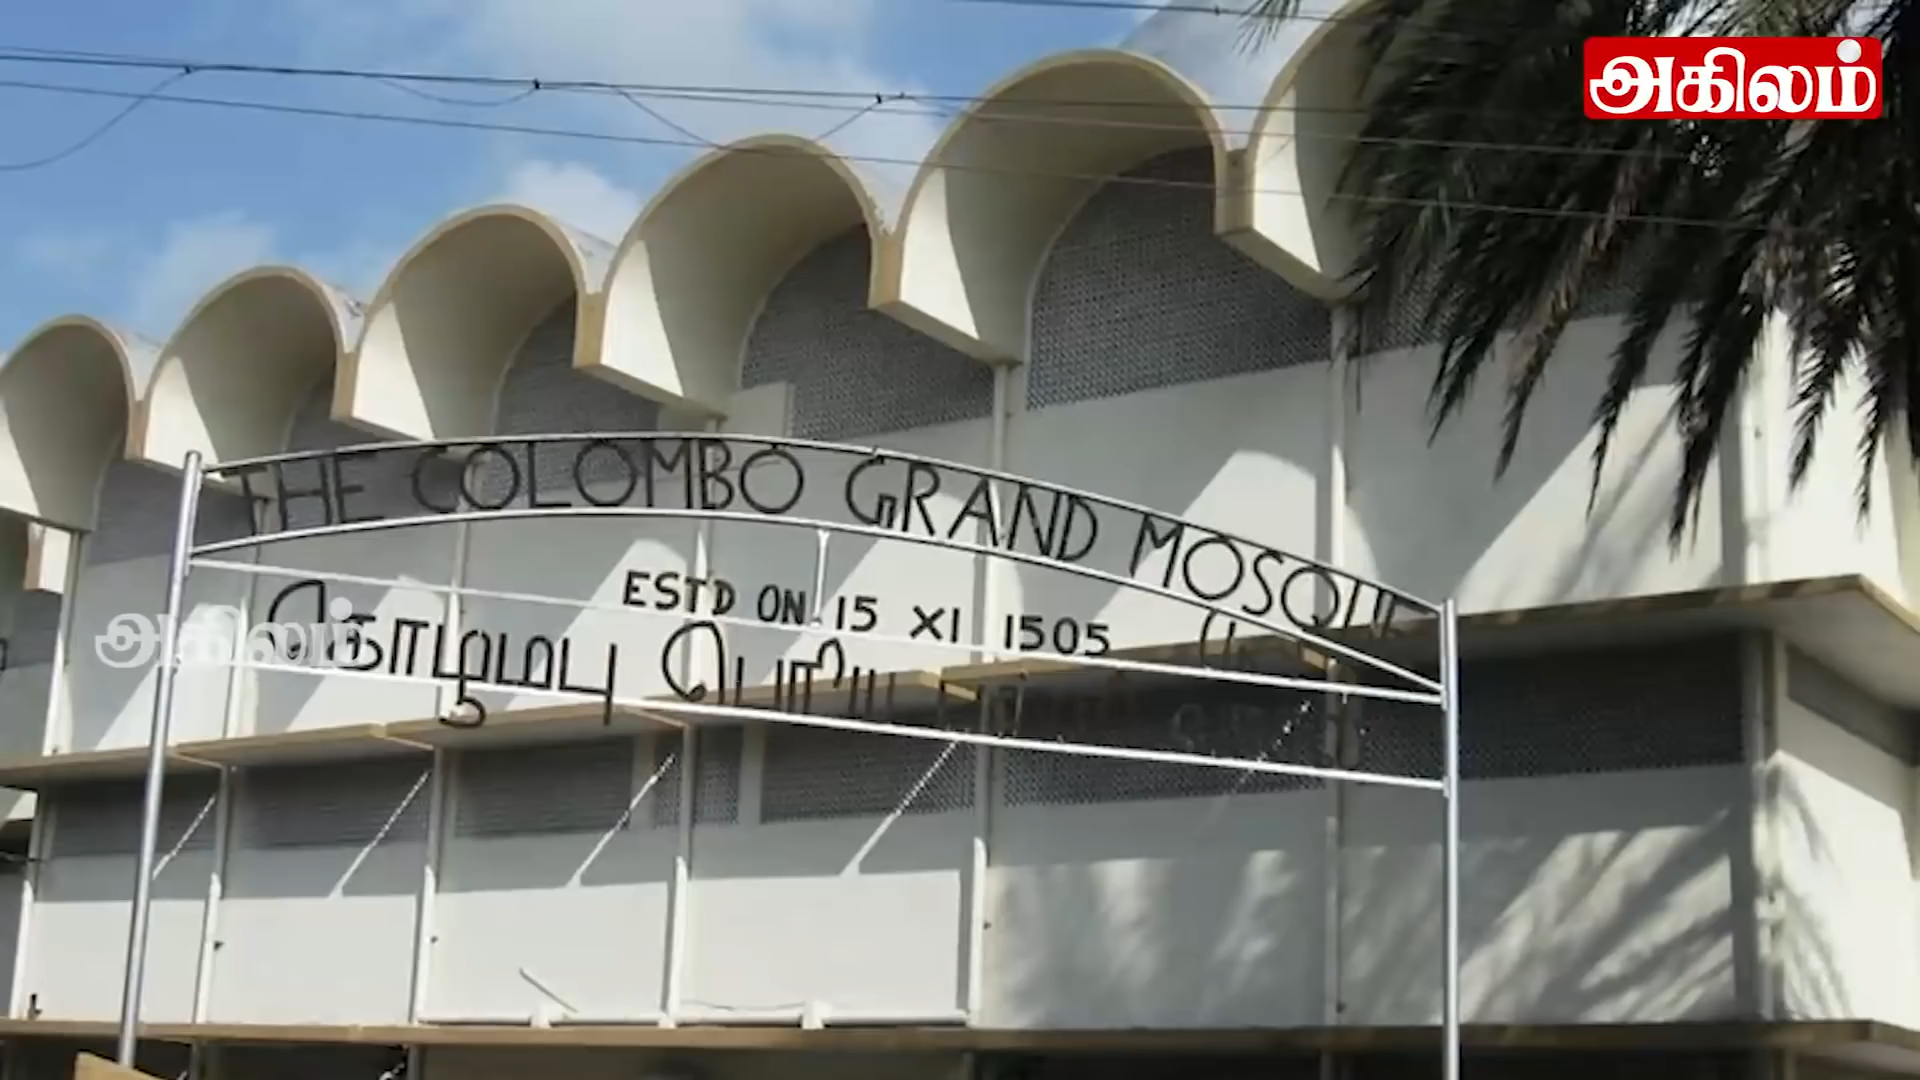 அகிலம்
THE COLOMBO GRAND MOSQUE
ESTD ON 15 XI 1505
கொழும்பு பெரிய
அகிலம்